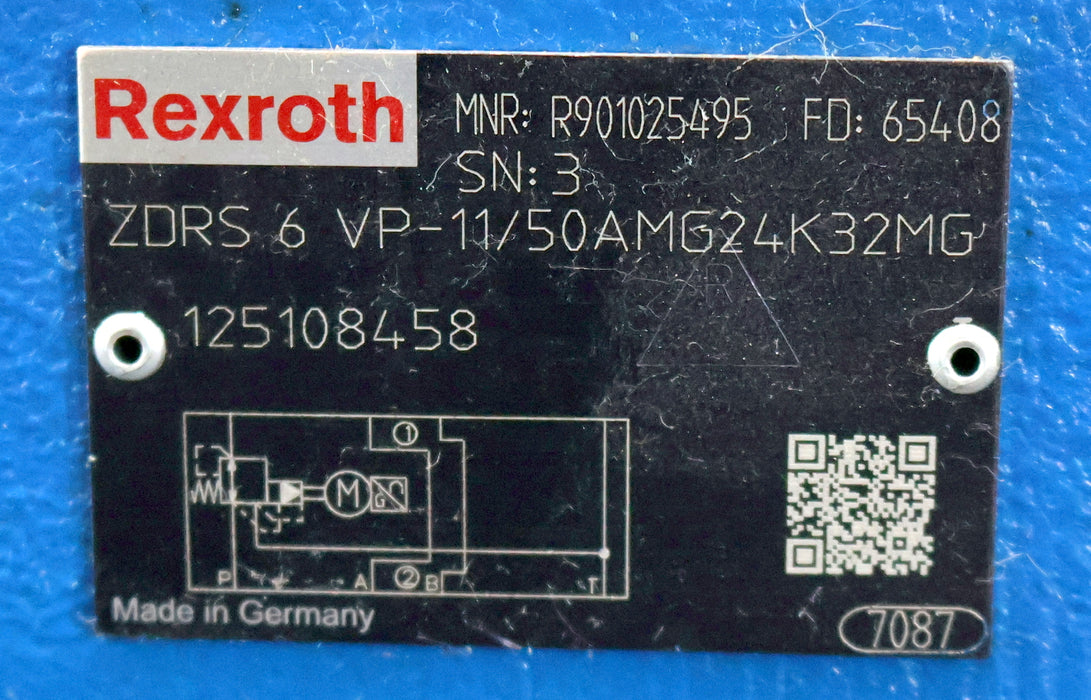 Rexroth MNR: R901025495 FD: 65408
SN: 3
ZDRS 6 VP-11/50AMG24K32MG
125108458
1
M G
P A 2 B T
Made in Germany
7087